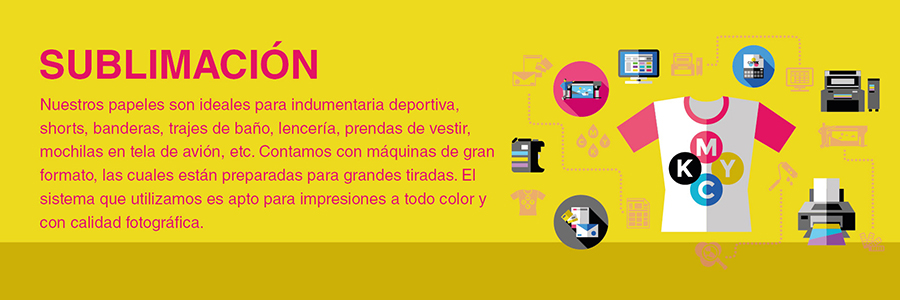 SUBLIMACIÓN
Nuestros papeles son ideales para indumentaria deportiva,
shorts, banderas, trajes de baño, lencería, prendas de vestir,
mochilas en tela de avión, etc. Contamos con máquinas de gran
formato, las cuales están preparadas para grandes tiradas. El
sistema que utilizamos es apto para impresiones a todo color y
con calidad fotográfica.
M
K Y
C